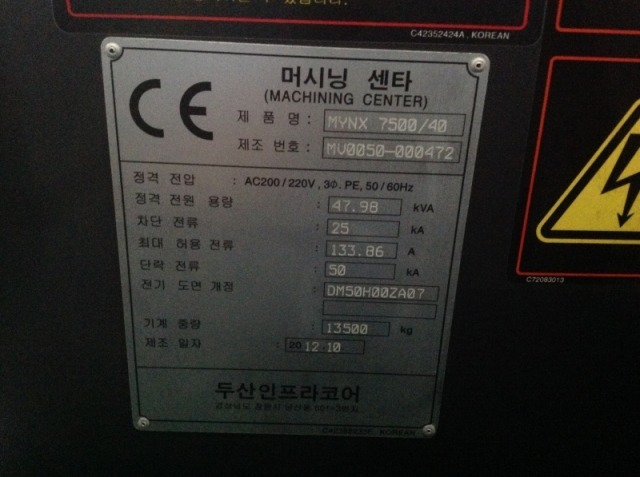 C42352424A, KOREAN
CE
머시닝 센타
(MACHINING CENTER)
제 품 명 : MYNX 7500/40
제조 번호 : MV0050-000472
정격 전압 : AC200/220V, 3Φ. PE, 50/60Hz
정격 전원 용량 : 47.98 kVA
차단 전류 : 25 kA
최대 허용 전류 : 133.86 A
단락 전류 : 50 kA
전기 도면 개정 : DM50H00ZA07
기계 중량 : 13500 kg
제조 일자 : 2012.10
두산인프라코어
C72083013
KOREAN